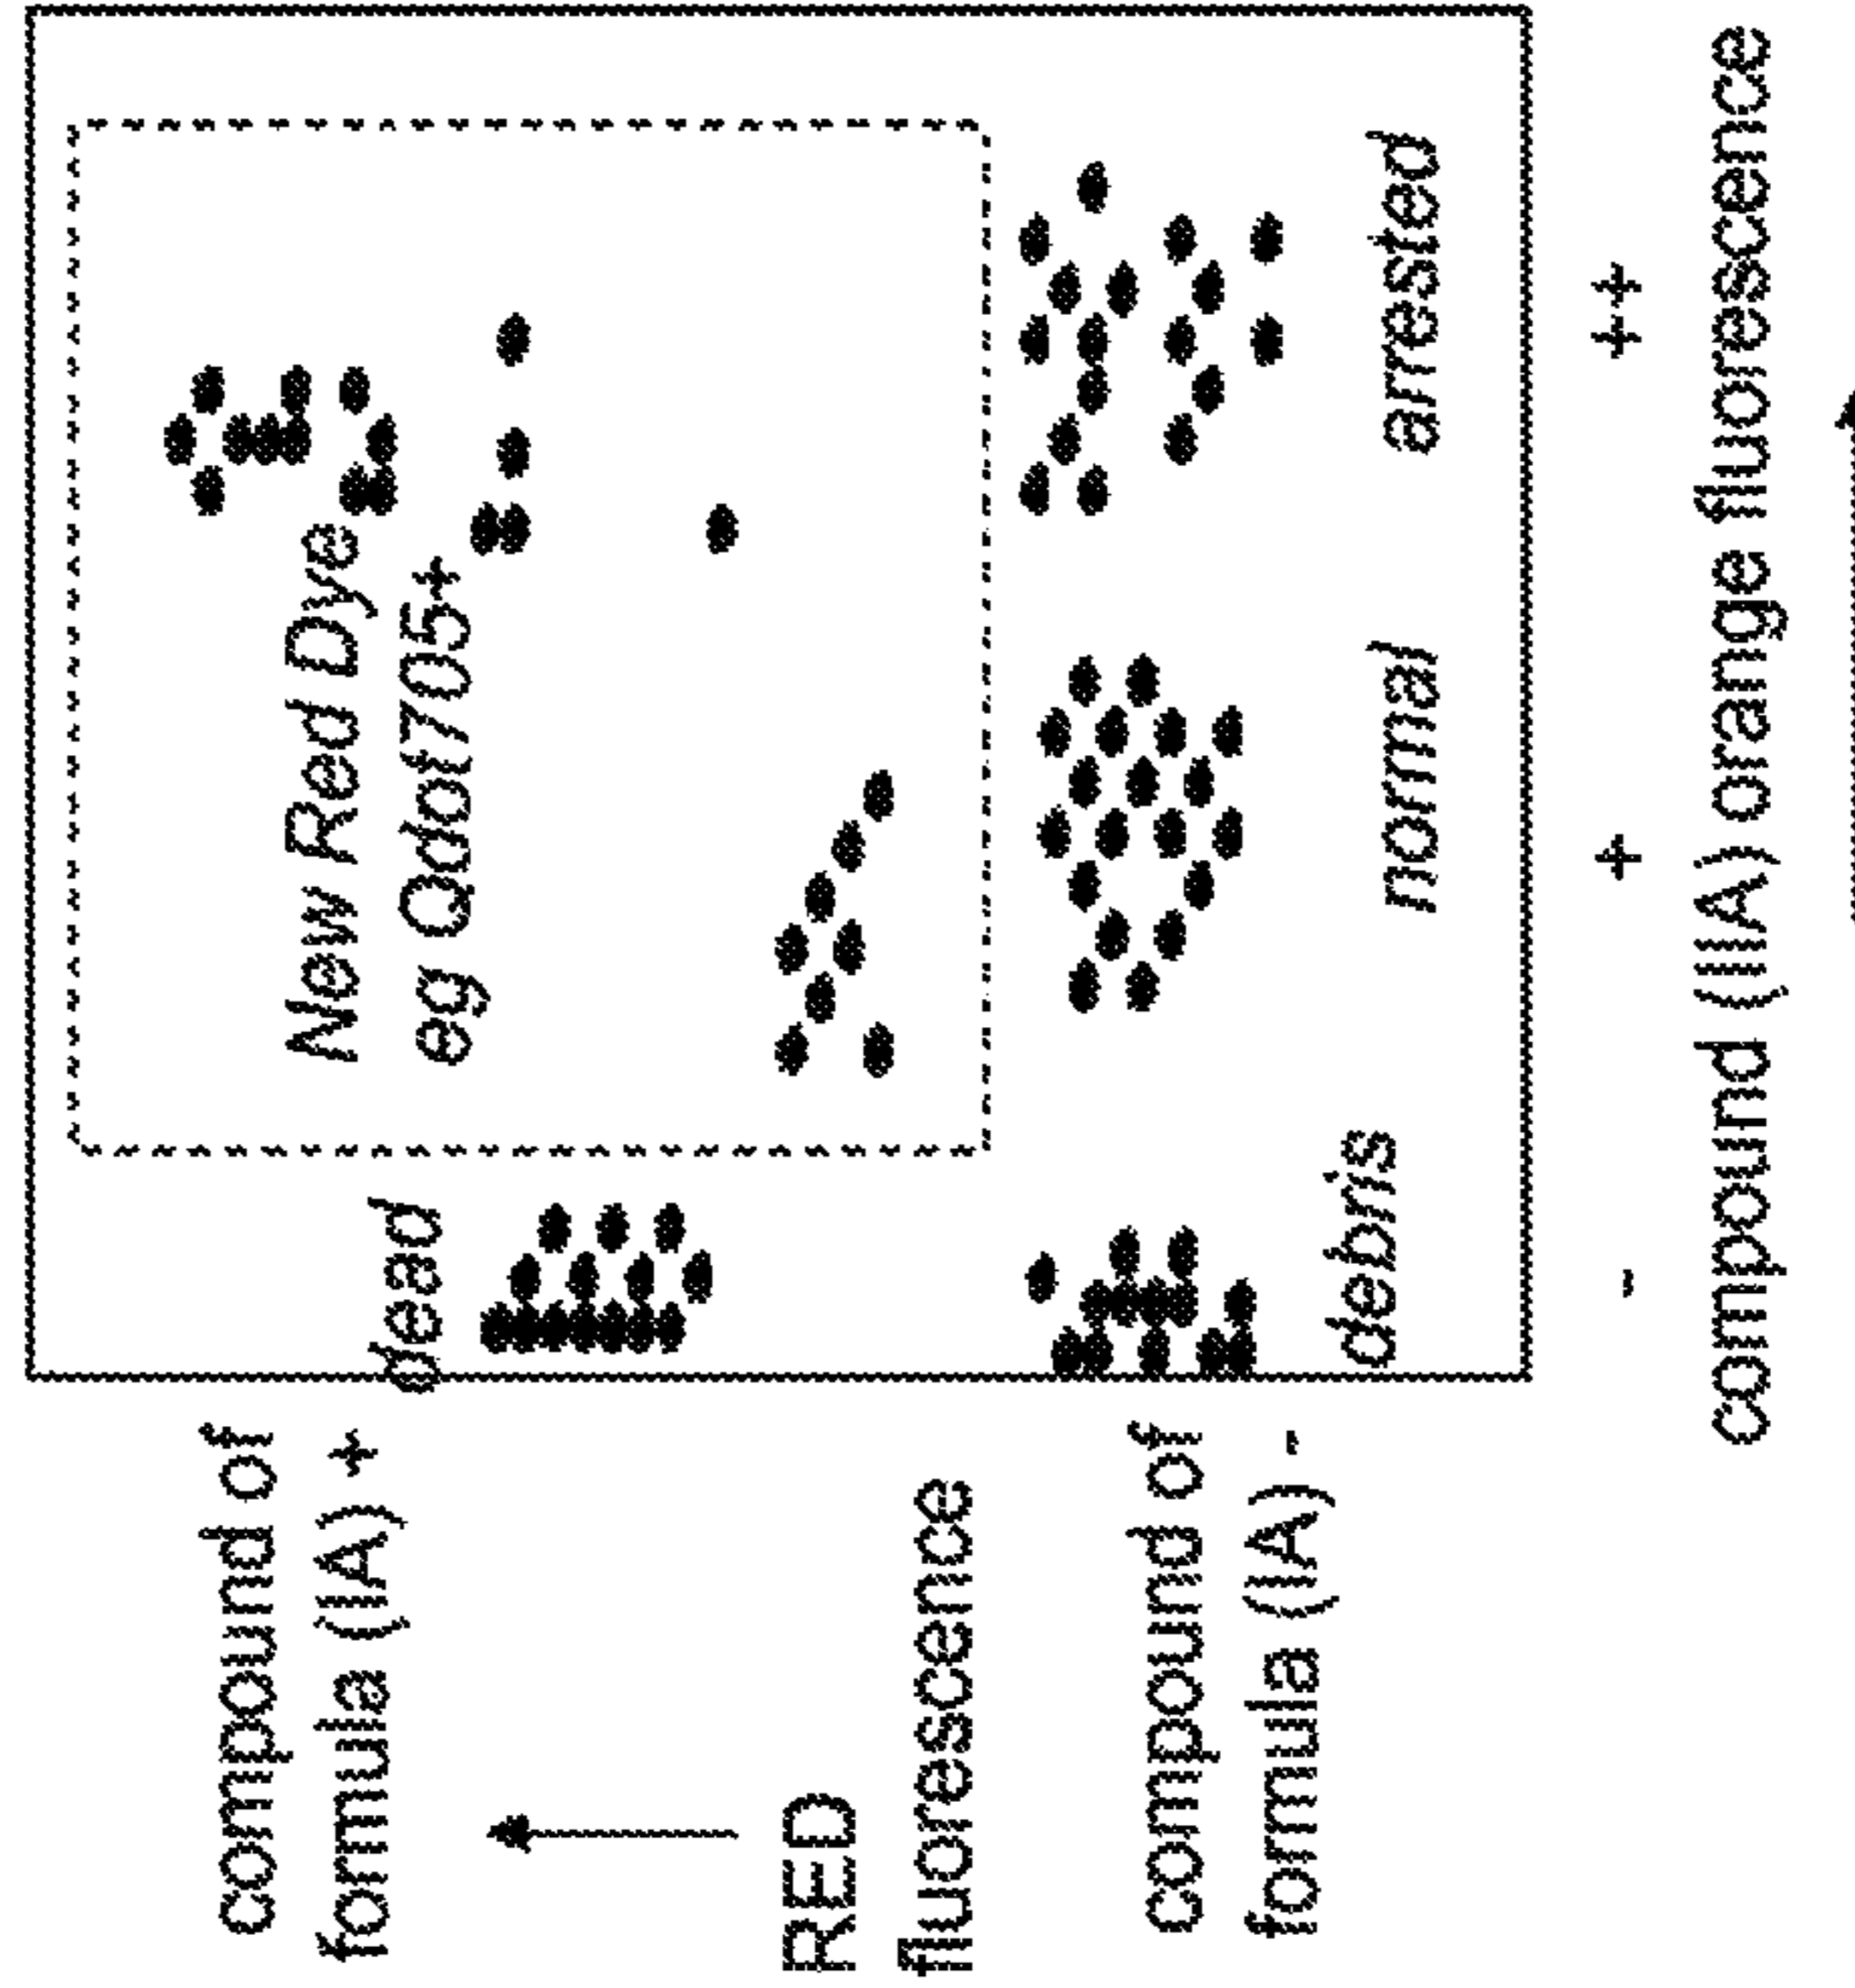 compound of
formula (IA) +
RED
fluorescence
compound of
formula (IA) -
dead
New Red Dye
eg Qdot705+
debris
normal
arrested
- + ++
compound (IIA) orange fluorescence